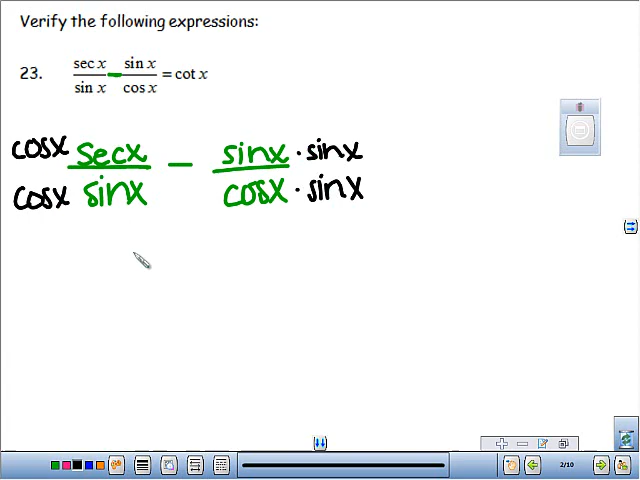 Verify the following expressions:
23. sec x / sin x − sin x / cos x = cot x
cosx secx − sinx · sinx
cosx sinx cosx · sinx
2/10